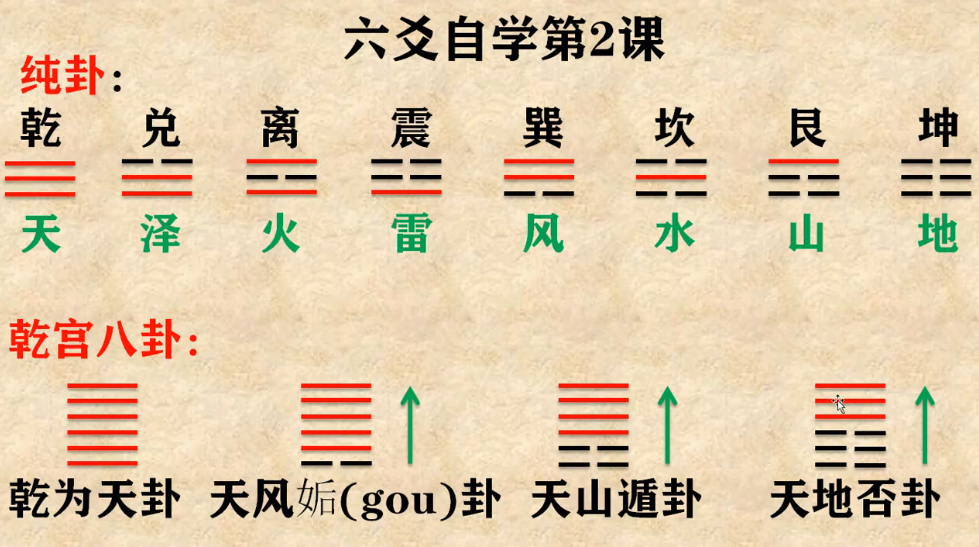 六爻自学第2课
纯卦：
乾 兑 离 震 巽 坎 艮 坤
天 泽 火 雷 风 水 山 地
乾宫八卦：
乾为天卦 天风姤(gou)卦 天山遁卦 天地否卦